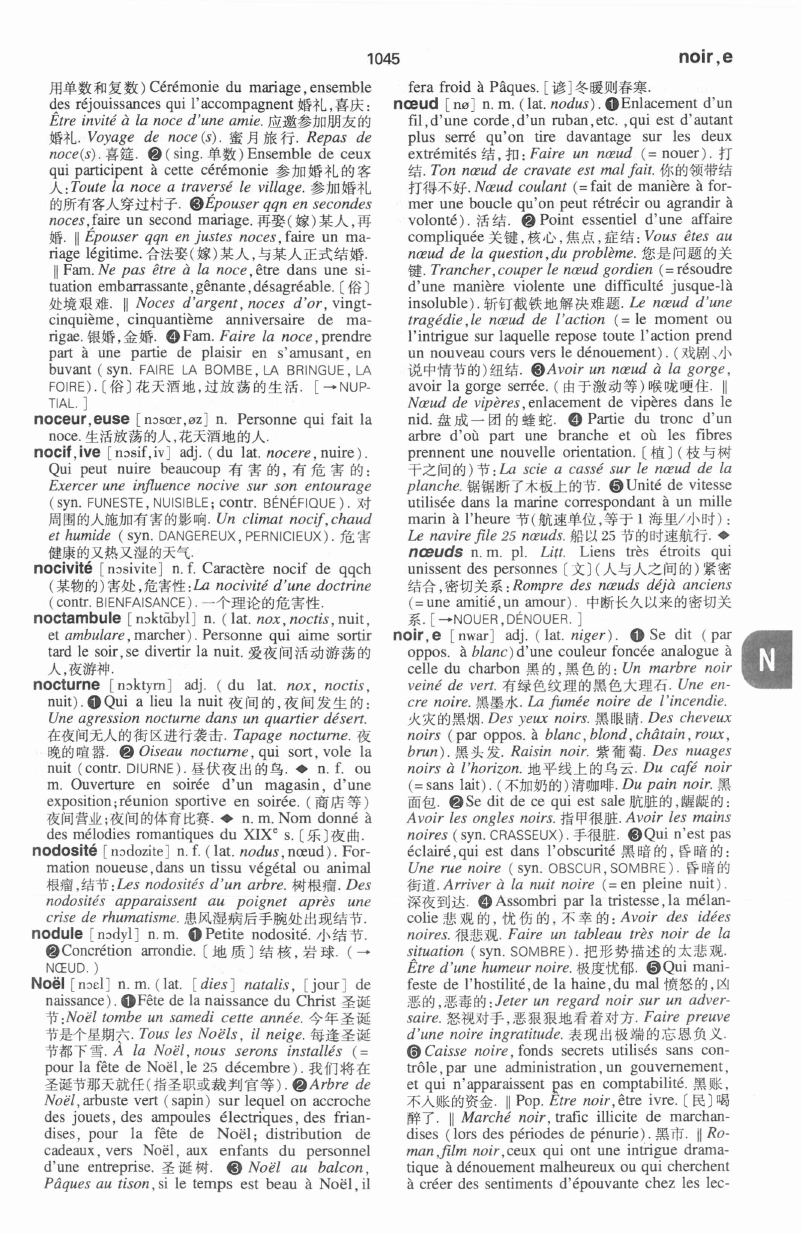 1045
noir,e
用单数和复数) Cérémonie du mariage,ensemble
des réjouissances qui l'accompagnent 婚礼,喜庆:
Être invité à la noce d'une amie. 应邀参加朋友的
婚礼. Voyage de noce(s). 蜜月旅行. Repas de
noce(s). 喜筵. ❷(sing. 单数) Ensemble de ceux
qui participent à cette cérémonie 参加婚礼的客
人:Toute la noce a traversé le village. 参加婚礼
的所有客人穿过村子. ❸Épouser qqn en secondes
noces,faire un second mariage. 再娶(嫁)某人,再
婚. ‖ Épouser qqn en justes noces,faire un ma-
riage légitime. 合法娶(嫁)某人,与某人正式结婚.
‖ Fam. Ne pas être à la noce,être dans une si-
tuation embarrassante,gênante,désagréable.〔俗〕
处境艰难. ‖ Noces d'argent,noces d'or,vingt-
cinquième, cinquantième anniversaire de ma-
rigae. 银婚,金婚. ❹Fam. Faire la noce,prendre
part à une partie de plaisir en s'amusant, en
buvant (syn. FAIRE LA BOMBE, LA BRINGUE, LA
FOIRE).〔俗〕花天酒地,过放荡的生活. [→NUP-
TIAL.]
noceur,euse [nɔsœr,øz] n. Personne qui fait la
noce. 生活放荡的人,花天酒地的人.
nocif,ive [nɔsif,iv] adj. (du lat. nocere,nuire).
Qui peut nuire beaucoup 有害的,有危害的:
Exercer une influence nocive sur son entourage
(syn. FUNESTE, NUISIBLE; contr. BÉNÉFIQUE). 对
周围的人施加有害的影响. Un climat nocif,chaud
et humide (syn. DANGEREUX, PERNICIEUX). 危害
健康的又热又湿的天气.
nocivité [nɔsivite] n. f. Caractère nocif de qqch
(某物的)害处,危害性:La nocivité d'une doctrine
(contr. BIENFAISANCE). 一个理论的危害性.
noctambule [nɔktɑ̃byl] n. (lat. nox,noctis,nuit,
et ambulare,marcher). Personne qui aime sortir
tard le soir,se divertir la nuit. 爱夜间活动游荡的
人,夜游神.
nocturne [nɔktyrn] adj. (du lat. nox, noctis,
nuit). ❶Qui a lieu la nuit 夜间的,夜间发生的:
Une agression nocturne dans un quartier désert.
在夜间无人的街区进行袭击. Tapage nocturne. 夜
晚的喧嚣. ❷ Oiseau nocturne, qui sort, vole la
nuit (contr. DIURNE). 昼伏夜出的鸟. ◆ n. f. ou
m. Ouverture en soirée d'un magasin, d'une
exposition;réunion sportive en soirée. (商店等)
夜间营业;夜间的体育比赛. ◆ n. m. Nom donné à
des mélodies romantiques du XIXe s.〔乐〕夜曲.
nodosité [nɔdozite] n. f. (lat. nodus,nœud). For-
mation noueuse,dans un tissu végétal ou animal
根瘤,结节:Les nodosités d'un arbre. 树根瘤. Des
nodosités apparaissent au poignet après une
crise de rhumatisme. 患风湿病后手腕处出现结节.
nodule [nɔdyl] n. m. ❶Petite nodosité. 小结节.
❷Concrétion arrondie.〔地质〕结核,岩球. (→
NŒUD.)
Noël [nɔel] n. m. (lat. [dies] natalis, [jour] de
naissance). ❶Fête de la naissance du Christ 圣诞
节:Noël tombe un samedi cette année. 今年圣诞
节是个星期六. Tous les Noëls, il neige. 每逢圣诞
节都下雪. À la Noël,nous serons installés (=
pour la fête de Noël,le 25 décembre). 我们将在
圣诞节那天就任(指圣职或裁判官等). ❷Arbre de
Noël,arbuste vert (sapin) sur lequel on accroche
des jouets, des ampoules électriques, des frian-
dises, pour la fête de Noël; distribution de
cadeaux, vers Noël, aux enfants du personnel
d'une entreprise. 圣诞树. ❸ Noël au balcon,
Pâques au tison,si le temps est beau à Noël,il
fera froid à Pâques.〔谚〕冬暖则春寒.
nœud [nø] n. m. (lat. nodus). ❶Enlacement d'un
fil,d'une corde,d'un ruban,etc. ,qui est d'autant
plus serré qu'on tire davantage sur les deux
extrémités 结,扣: Faire un nœud (= nouer). 打
结. Ton nœud de cravate est mal fait. 你的领带结
打得不好. Nœud coulant (=fait de manière à for-
mer une boucle qu'on peut rétrécir ou agrandir à
volonté). 活结. ❷ Point essentiel d'une affaire
compliquée 关键,核心,焦点,症结: Vous êtes au
nœud de la question,du problème. 您是问题的关
键. Trancher,couper le nœud gordien (=résoudre
d'une manière violente une difficulté jusque-là
insoluble). 斩钉截铁地解决难题. Le nœud d'une
tragédie,le nœud de l'action (= le moment ou
l'intrigue sur laquelle repose toute l'action prend
un nouveau cours vers le dénouement). (戏剧、小
说中情节的)纽结. ❸Avoir un nœud à la gorge,
avoir la gorge serrée. (由于激动等)喉咙哽住. ‖
Nœud de vipères,enlacement de vipères dans le
nid. 盘成一团的蝰蛇. ❹ Partie du tronc d'un
arbre d'où part une branche et où les fibres
prennent une nouvelle orientation.〔植〕(枝与树
干之间的)节:La scie a cassé sur le nœud de la
planche. 锯锯断了木板上的节. ❺Unité de vitesse
utilisée dans la marine correspondant à un mille
marin à l'heure 节(航速单位,等于1海里/小时):
Le navire file 25 nœuds. 船以25节的时速航行. ◆
nœuds n. m. pl. Litt. Liens très étroits qui
unissent des personnes〔文〕(人与人之间的)紧密
结合,密切关系:Rompre des nœuds déjà anciens
(=une amitié,un amour). 中断长久以来的密切关
系. [→NOUER,DÉNOUER.]
noir,e [nwar] adj. (lat. niger). ❶ Se dit (par
oppos. à blanc) d'une couleur foncée analogue à
celle du charbon 黑的,黑色的: Un marbre noir
veiné de vert. 有绿色纹理的黑色大理石. Une en-
cre noire. 黑墨水. La fumée noire de l'incendie.
火灾的黑烟. Des yeux noirs. 黑眼睛. Des cheveux
noirs (par oppos. à blanc, blond, châtain, roux,
brun). 黑头发. Raisin noir. 紫葡萄. Des nuages
noirs à l'horizon. 地平线上的乌云. Du café noir
(=sans lait). (不加奶的)清咖啡. Du pain noir. 黑
面包. ❷Se dit de ce qui est sale 肮脏的,龌龊的:
Avoir les ongles noirs. 指甲很脏. Avoir les mains
noires (syn. CRASSEUX). 手很脏. ❸Qui n'est pas
éclairé,qui est dans l'obscurité 黑暗的,昏暗的:
Une rue noire (syn. OBSCUR,SOMBRE). 昏暗的
街道. Arriver à la nuit noire (=en pleine nuit).
深夜到达. ❹Assombri par la tristesse,la mélan-
colie 悲观的,忧伤的,不幸的: Avoir des idées
noires. 很悲观. Faire un tableau très noir de la
situation (syn. SOMBRE). 把形势描述的太悲观.
Être d'une humeur noire. 极度忧郁. ❺Qui mani-
feste de l'hostilité,de la haine,du mal 愤怒的,凶
恶的,恶毒的:Jeter un regard noir sur un adver-
saire. 怒视对手,恶狠狠地看着对方. Faire preuve
d'une noire ingratitude. 表现出极端的忘恩负义.
❻ Caisse noire, fonds secrets utilisés sans con-
trôle,par une administration,un gouvernement,
et qui n'apparaissent pas en comptabilité. 黑账,
不入账的资金. ‖ Pop. Être noir,être ivre.〔民〕喝
醉了. ‖ Marché noir, trafic illicite de marchan-
dises (lors des périodes de pénurie). 黑市. ‖ Ro-
man,film noir,ceux qui ont une intrigue drama-
tique à dénouement malheureux ou qui cherchent
à créer des sentiments d'épouvante chez les lec-
N